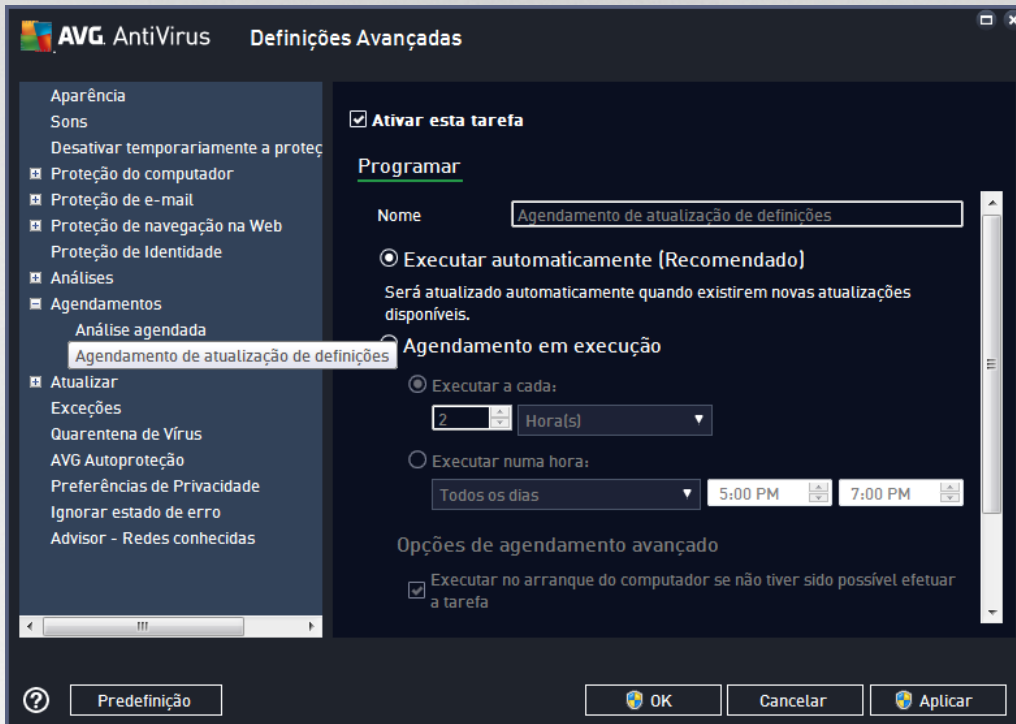 AVG AntiVirus
Definições Avançadas
Aparência
Sons
Desativar temporariamente a proteç
Proteção do computador
Proteção de e-mail
Proteção de navegação na Web
Proteção de Identidade
Análises
Agendamentos
Análise agendada
Agendamento de atualização de definições
Atualizar
Exceções
Quarentena de Vírus
AVG Autoproteção
Preferências de Privacidade
Ignorar estado de erro
Advisor - Redes conhecidas
Ativar esta tarefa
Programar
Nome
Agendamento de atualização de definições
Executar automaticamente (Recomendado)
Será atualizado automaticamente quando existirem novas atualizações
disponíveis.
Agendamento em execução
Executar a cada:
2 Hora(s)
Executar numa hora:
Todos os dias 5:00 PM 7:00 PM
Opções de agendamento avançado
Executar no arranque do computador se não tiver sido possível efetuar
a tarefa
Predefinição
OK
Cancelar
Aplicar